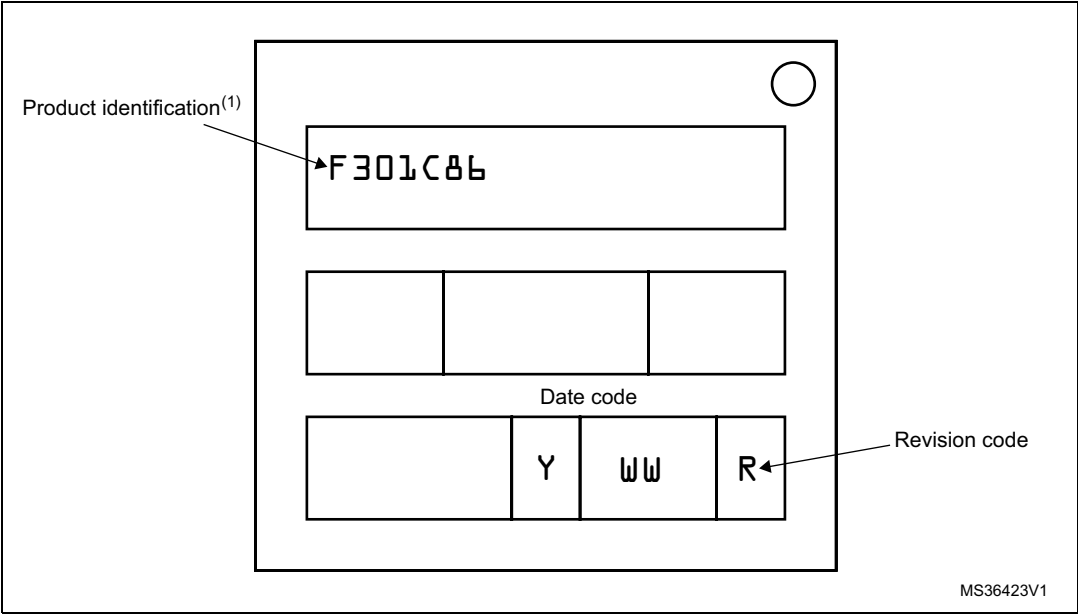 Product identification(1)
F301C86
Date code
Y WW R
Revision code
MS36423V1